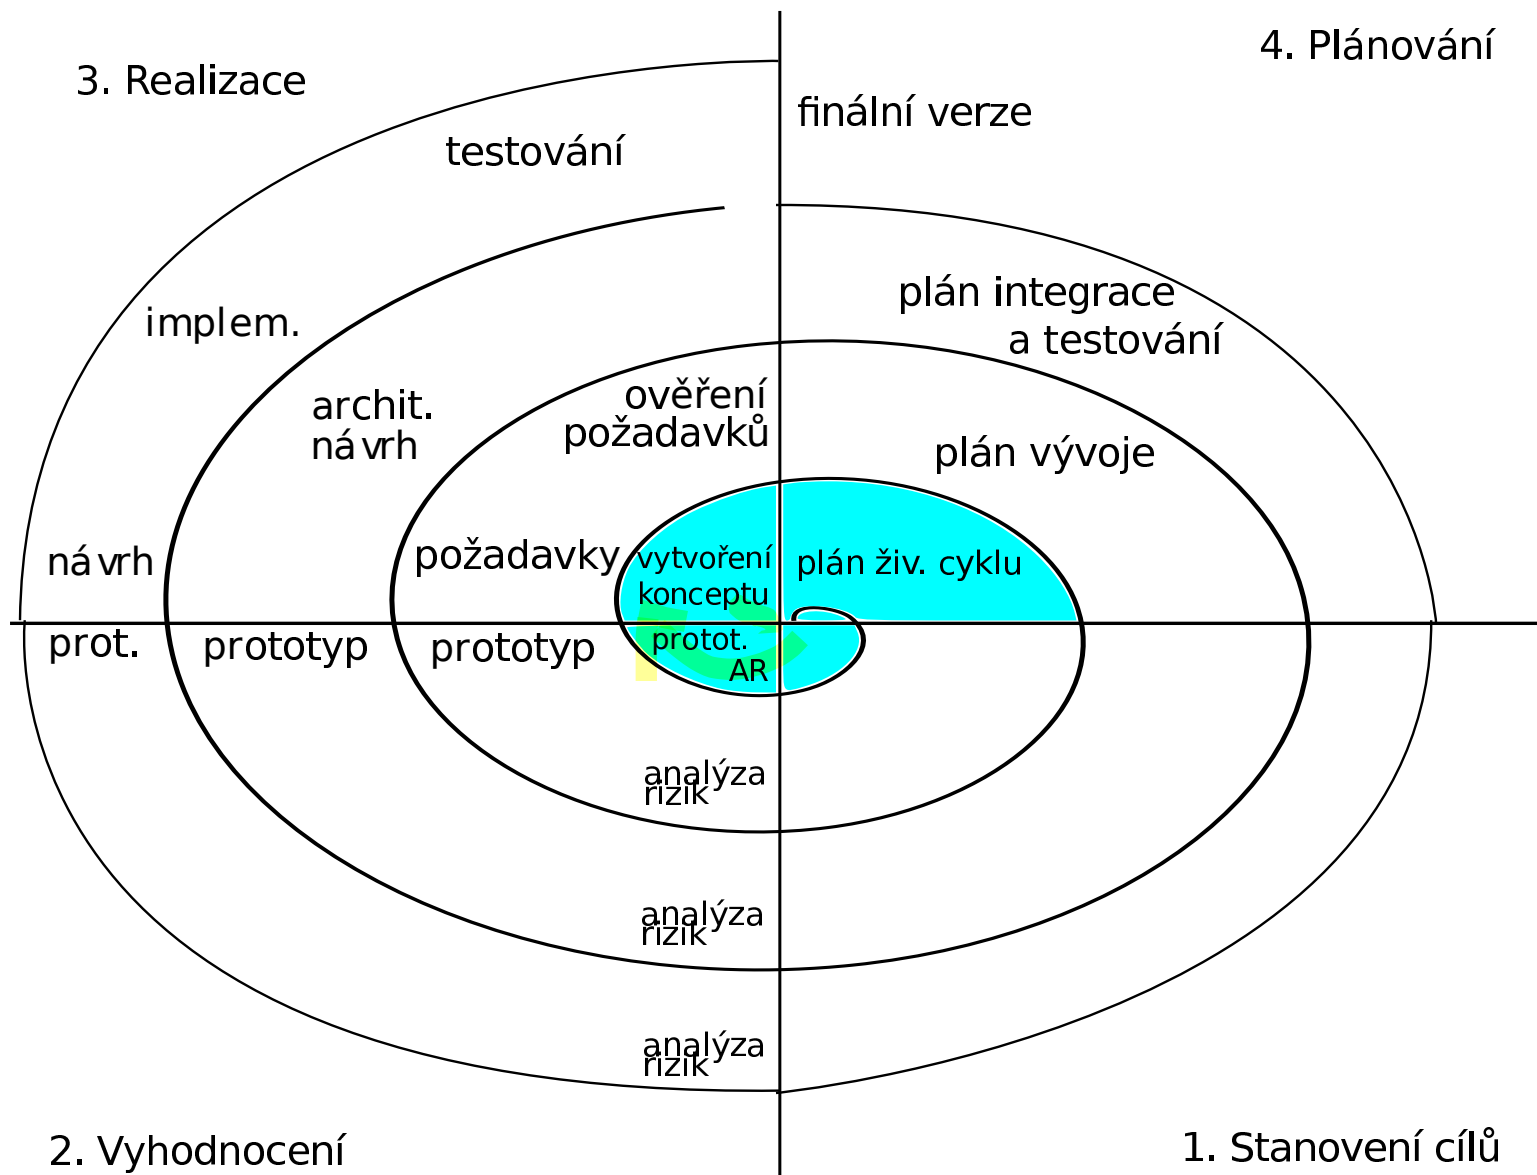 3. Realizace
4. Plánování
finální verze
testování
plán integrace
a testování
implem.
archit.
návrh
ověření
požadavků
plán vývoje
návrh
požadavky
vytvoření
konceptu
plán živ. cyklu
prot.
prototyp
prototyp
protot.
AR
analýza
rizik
analýza
rizik
analýza
rizik
2. Vyhodnocení
1. Stanovení cílů